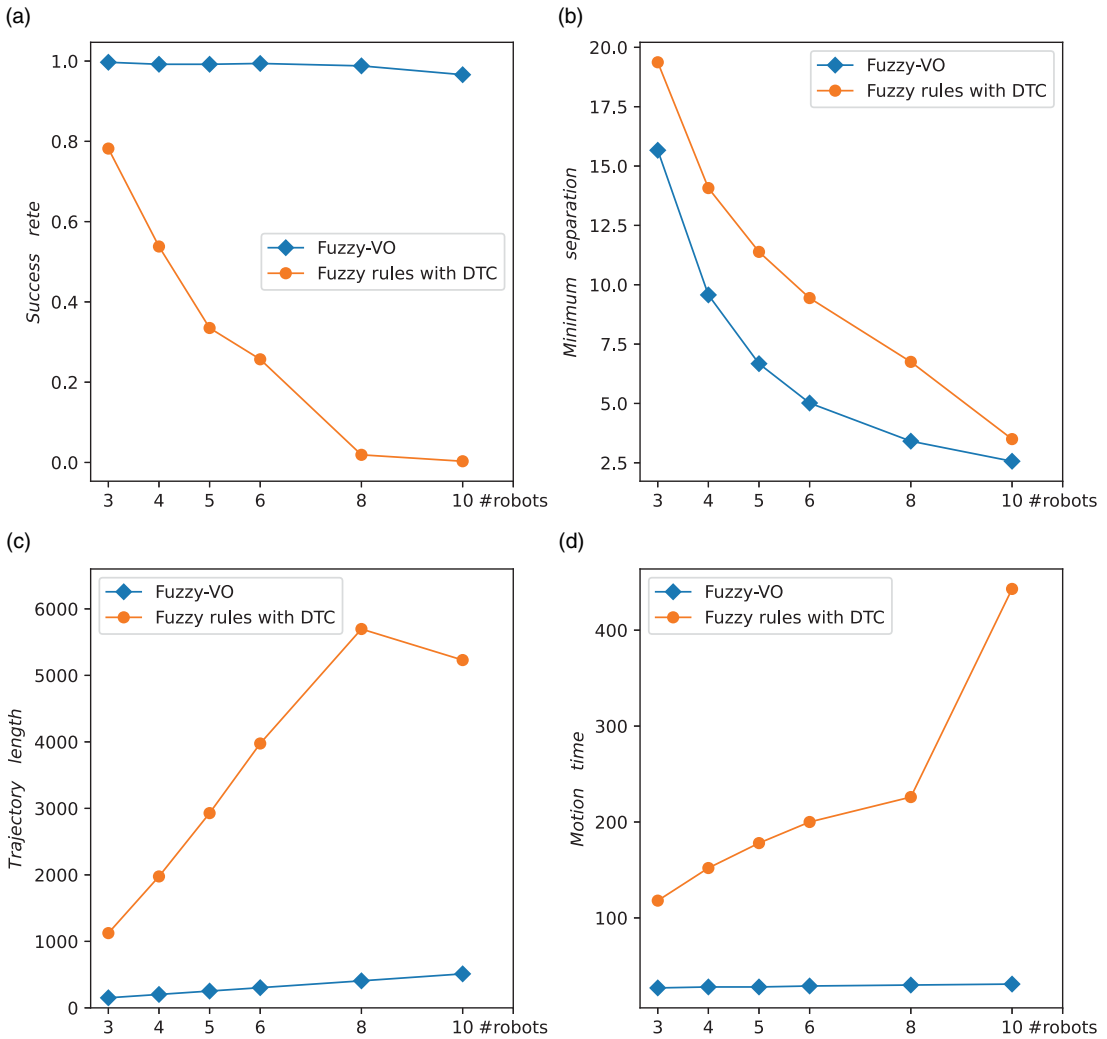 (a)
1.0
0.8
0.6
0.4
0.2
0.0
Success rete
Fuzzy-VO
Fuzzy rules with DTC
3 4 5 6 8 10 #robots
(b)
20.0
17.5
15.0
12.5
10.0
7.5
5.0
2.5
Minimum separation
Fuzzy-VO
Fuzzy rules with DTC
3 4 5 6 8 10 #robots
(c)
6000
5000
4000
3000
2000
1000
0
Trajectory length
Fuzzy-VO
Fuzzy rules with DTC
3 4 5 6 8 10 #robots
(d)
400
300
200
100
Motion time
Fuzzy-VO
Fuzzy rules with DTC
3 4 5 6 8 10 #robots